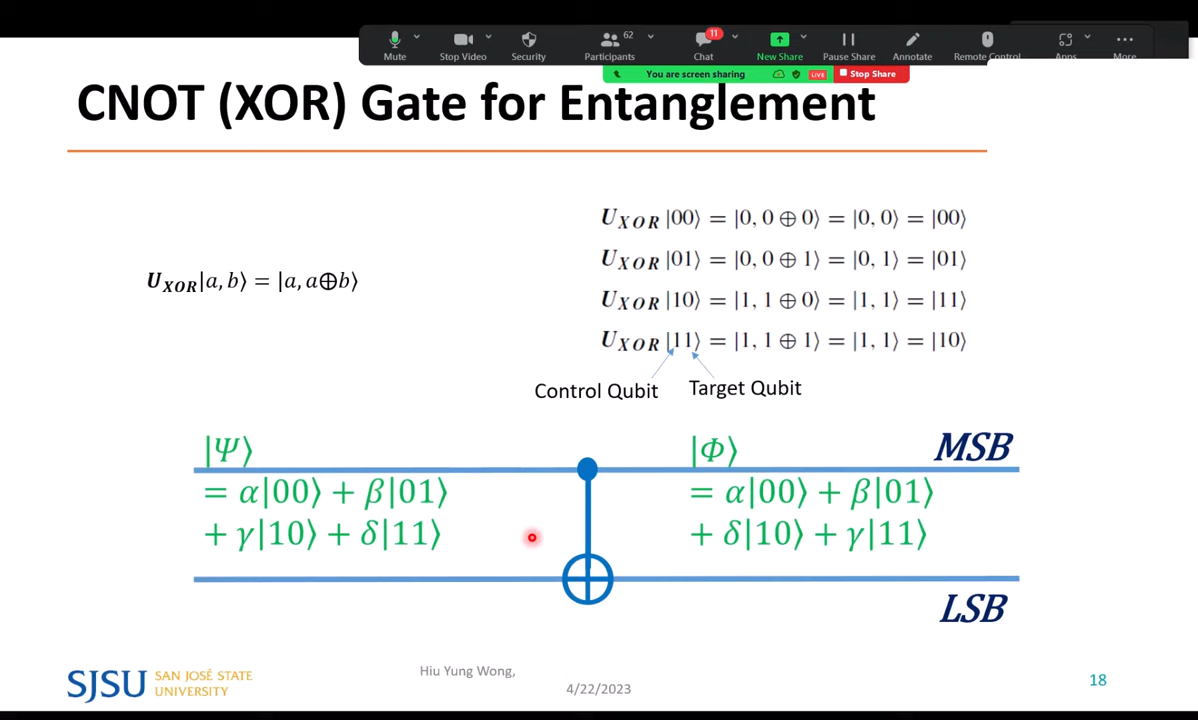 62
11
Mute
Stop Video
Security
Participants
Chat
New Share
Pause Share
Annotate
Remote Control
Apps
More
You are screen sharing
LIVE
Stop Share
CNOT (XOR) Gate for Entanglement
U_XOR |00⟩ = |0, 0 ⊕ 0⟩ = |0, 0⟩ = |00⟩
U_XOR |01⟩ = |0, 0 ⊕ 1⟩ = |0, 1⟩ = |01⟩
U_XOR|a, b⟩ = |a, a⊕b⟩
U_XOR |10⟩ = |1, 1 ⊕ 0⟩ = |1, 1⟩ = |11⟩
U_XOR |11⟩ = |1, 1 ⊕ 1⟩ = |1, 1⟩ = |10⟩
Control Qubit
Target Qubit
|Ψ⟩
= α|00⟩ + β|01⟩
+ γ|10⟩ + δ|11⟩
|Φ⟩
= α|00⟩ + β|01⟩
+ δ|10⟩ + γ|11⟩
MSB
LSB
SJSU SAN JOSÉ STATE
UNIVERSITY
Hiu Yung Wong,
4/22/2023
18